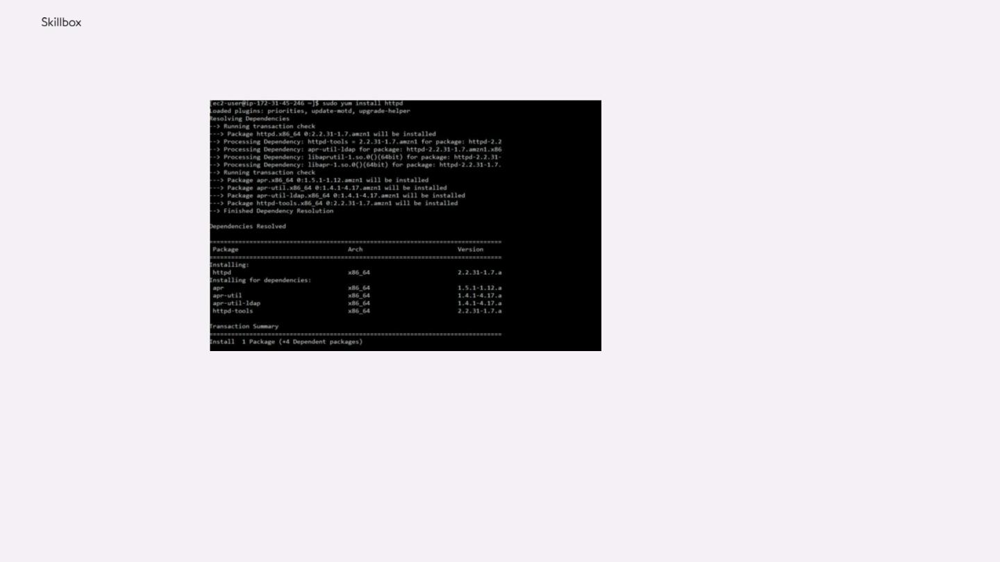 Skillbox
[ec2-user@ip-172-31-45-246 ~]$ sudo yum install httpd
Loaded plugins: priorities, update-motd, upgrade-helper
Resolving Dependencies
--> Running transaction check
---> Package httpd.x86_64 0:2.2.31-1.7.amzn1 will be installed
--> Processing Dependency: httpd-tools = 2.2.31-1.7.amzn1 for package: httpd-2.2
--> Processing Dependency: apr-util-ldap for package: httpd-2.2.31-1.7.amzn1.x86
--> Processing Dependency: libaprutil-1.so.0()(64bit) for package: httpd-2.2.31-
--> Processing Dependency: libapr-1.so.0()(64bit) for package: httpd-2.2.31-1.7.
--> Running transaction check
---> Package apr.x86_64 0:1.5.1-1.12.amzn1 will be installed
---> Package apr-util.x86_64 0:1.4.1-4.17.amzn1 will be installed
---> Package apr-util-ldap.x86_64 0:1.4.1-4.17.amzn1 will be installed
---> Package httpd-tools.x86_64 0:2.2.31-1.7.amzn1 will be installed
--> Finished Dependency Resolution
Dependencies Resolved
Package Arch Version
Installing:
httpd x86_64 2.2.31-1.7.a
Installing for dependencies:
apr x86_64 1.5.1-1.12.a
apr-util x86_64 1.4.1-4.17.a
apr-util-ldap x86_64 1.4.1-4.17.a
httpd-tools x86_64 2.2.31-1.7.a
Transaction Summary
Install 1 Package (+4 Dependent packages)